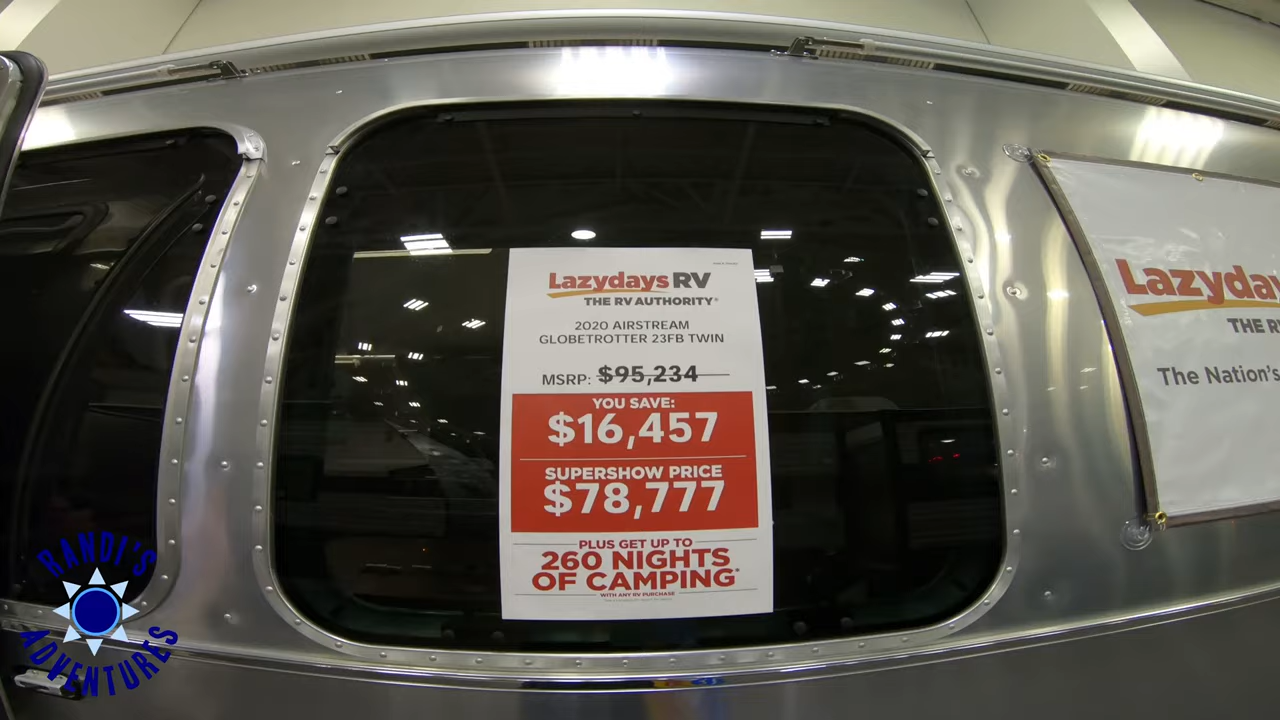 Lazydays RV
THE RV AUTHORITY®
2020 AIRSTREAM
GLOBETROTTER 23FB TWIN
MSRP: $95,234
YOU SAVE:
$16,457
SUPERSHOW PRICE
$78,777
PLUS GET UP TO
260 NIGHTS
OF CAMPING*
WITH ANY RV PURCHASE
Lazyday
THE R
The Nation's
RANDI'S
ADVENTURES